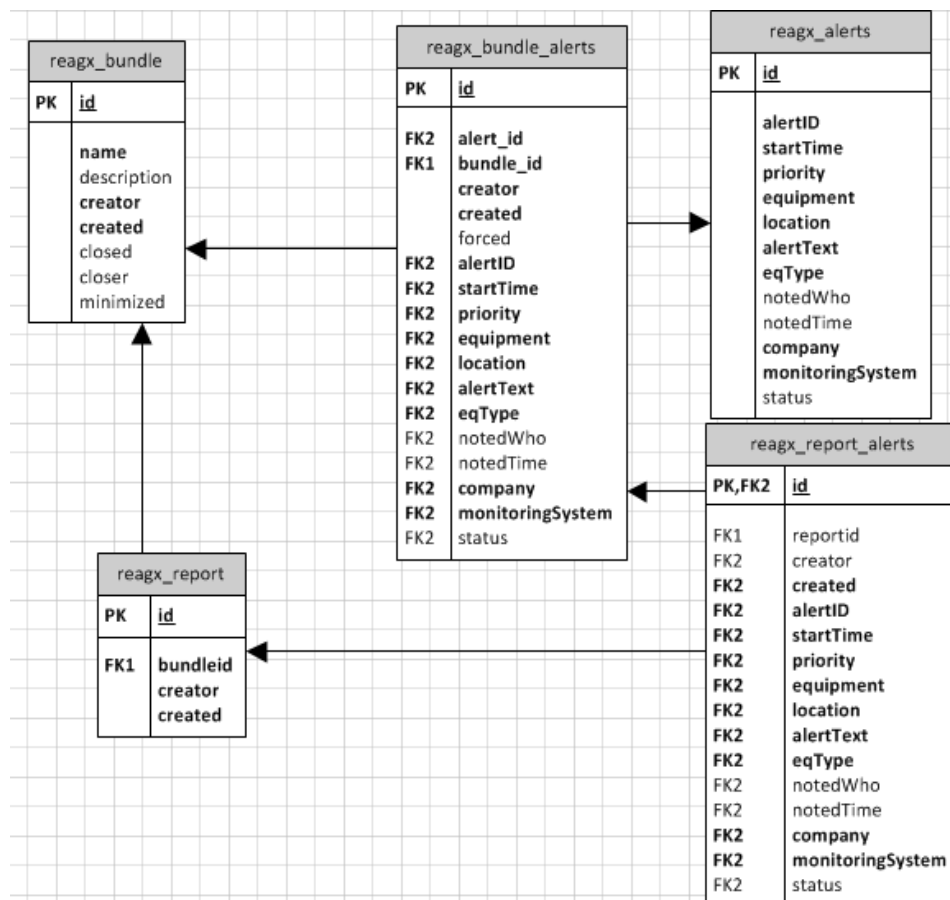 reagx_bundle
PK id
name
description
creator
created
closed
closer
minimized
reagx_bundle_alerts
PK id
FK2 alert_id
FK1 bundle_id
creator
created
forced
FK2 alertID
FK2 startTime
FK2 priority
FK2 equipment
FK2 location
FK2 alertText
FK2 eqType
FK2 notedWho
FK2 notedTime
FK2 company
FK2 monitoringSystem
FK2 status
reagx_alerts
PK id
alertID
startTime
priority
equipment
location
alertText
eqType
notedWho
notedTime
company
monitoringSystem
status
reagx_report
PK id
FK1 bundleid
creator
created
reagx_report_alerts
PK,FK2 id
FK1 reportid
FK2 creator
FK2 created
FK2 alertID
FK2 startTime
FK2 priority
FK2 equipment
FK2 location
FK2 alertText
FK2 eqType
FK2 notedWho
FK2 notedTime
FK2 company
FK2 monitoringSystem
FK2 status